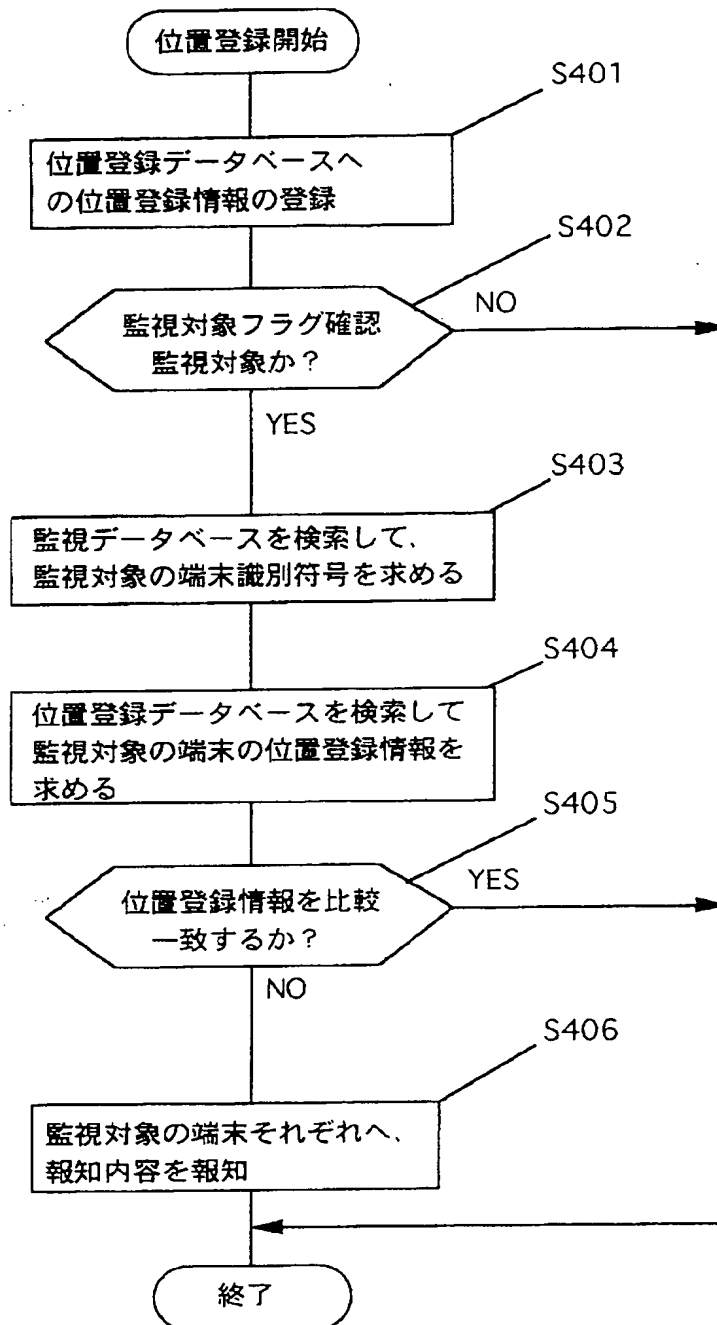 位置登録開始
S401
位置登録データベースへ
の位置登録情報の登録
S402
監視対象フラグ確認
監視対象か？
NO
YES
S403
監視データベースを検索して、
監視対象の端末識別符号を求める
S404
位置登録データベースを検索して
監視対象の端末の位置登録情報を
求める
S405
位置登録情報を比較
一致するか？
YES
NO
S406
監視対象の端末それぞれへ、
報知内容を報知
終了